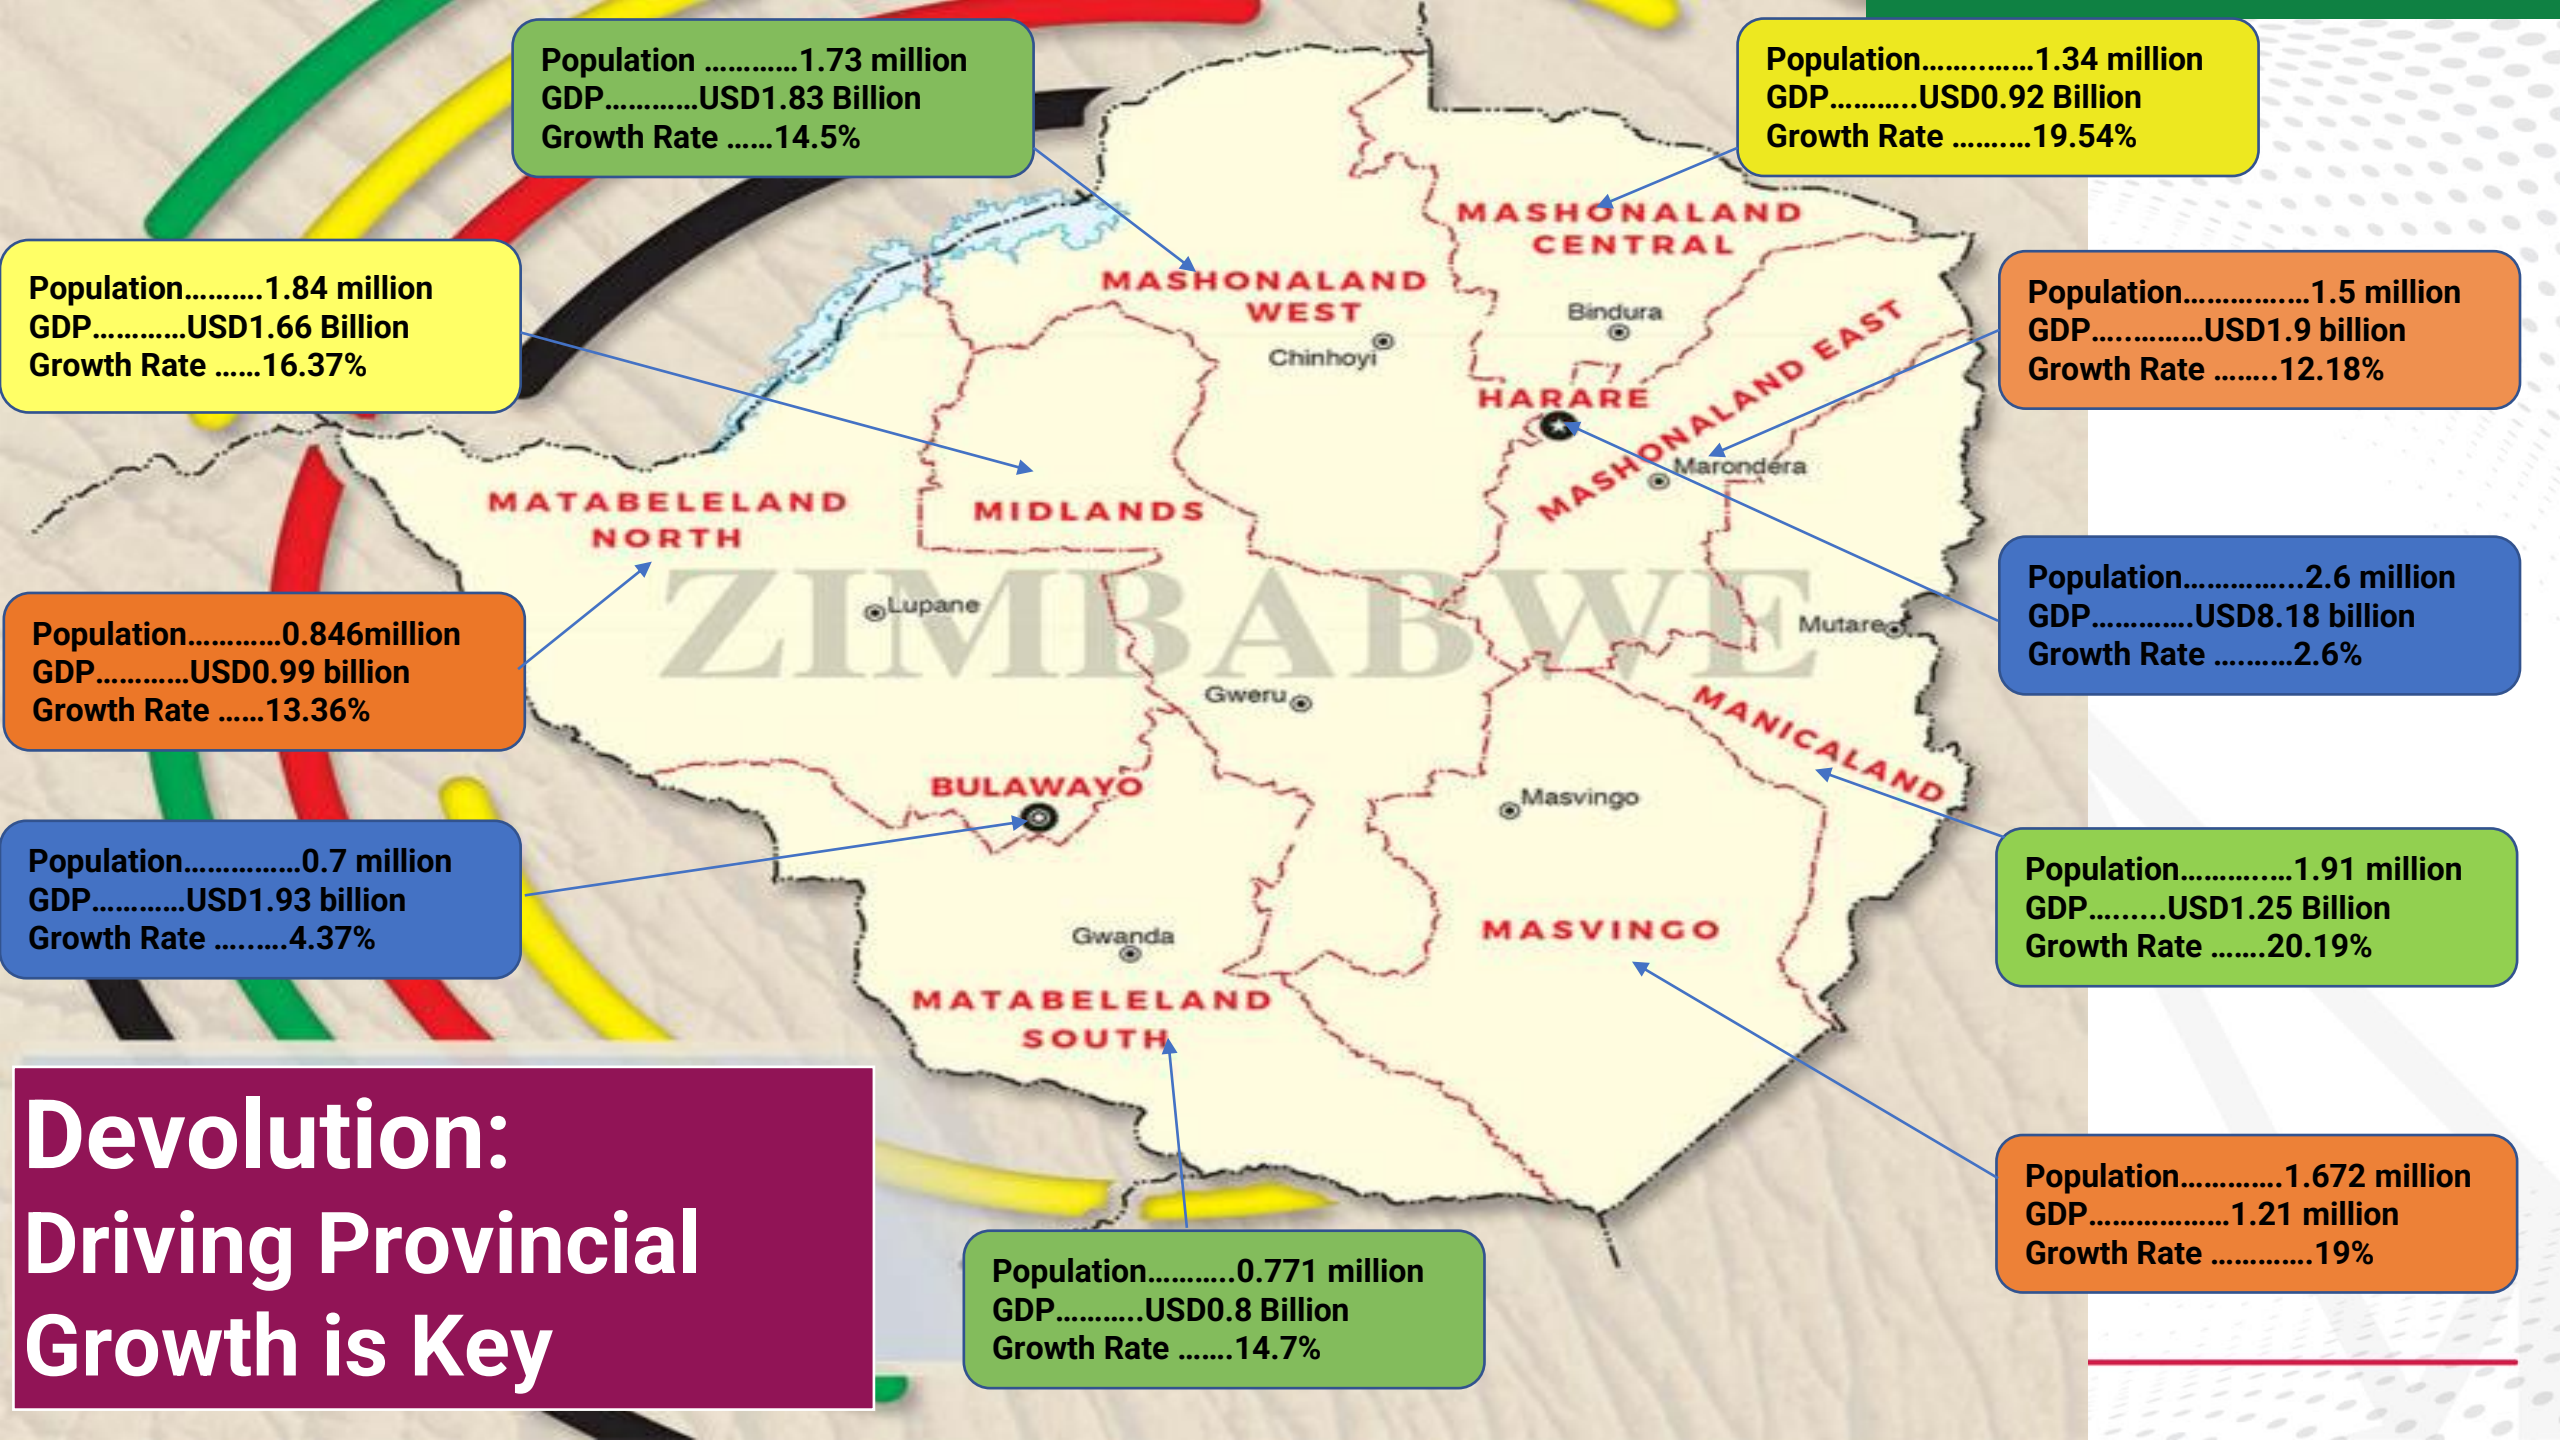 Population …………1.73 million
GDP…………USD1.83 Billion
Growth Rate ……14.5%
Population……..……1.34 million
GDP………..USD0.92 Billion
Growth Rate ……….19.54%
Population……….1.84 million
GDP…………USD1.66 Billion
Growth Rate ……16.37%
Population…………….1.5 million
GDP…..………USD1.9 billion
Growth Rate ……..12.18%
MASHONALAND
CENTRAL
MASHONALAND
WEST
Bindura
Chinhoyi
HARARE
MASHONALAND EAST
Marondera
MATABELELAND
NORTH
MIDLANDS
Population…………...2.6 million
GDP………….USD8.18 billion
Growth Rate ……….2.6%
Population…………0.846million
GDP…………USD0.99 billion
Growth Rate ……13.36%
ZIMBABWE
Lupane
Mutare
Gweru
MANICALAND
BULAWAYO
Masvingo
Population……………0.7 million
GDP…………USD1.93 billion
Growth Rate …..….4.37%
Population………..…1.91 million
GDP…......USD1.25 Billion
Growth Rate …….20.19%
Gwanda
MASVINGO
MATABELELAND
SOUTH
Devolution:
Driving Provincial
Growth is Key
Population………….1.672 million
GDP………………1.21 million
Growth Rate ………….19%
Population………..0.771 million
GDP………..USD0.8 Billion
Growth Rate …….14.7%